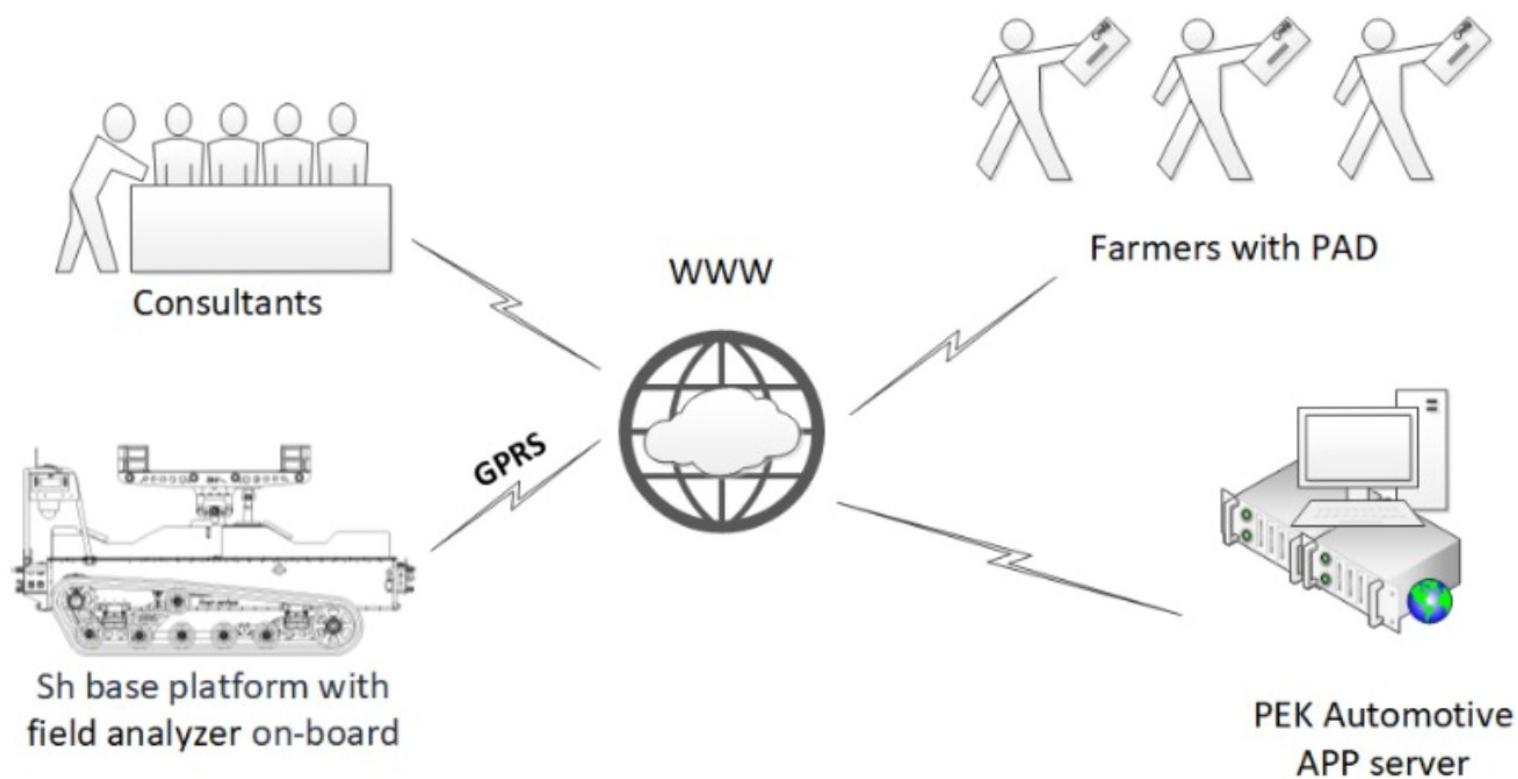 Farmers with PAD
WWW
Consultants
GPRS
Sh base platform with
field analyzer on-board
PEK Automotive
APP server